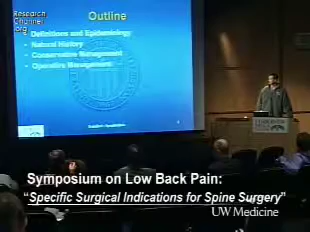 Research
Channel
.org
Outline
• Definitions and Epidemiology
• Natural History
• Conservative Management
• Operative Management
Symposium on Low Back Pain:
"Specific Surgical Indications for Spine Surgery"
UW Medicine